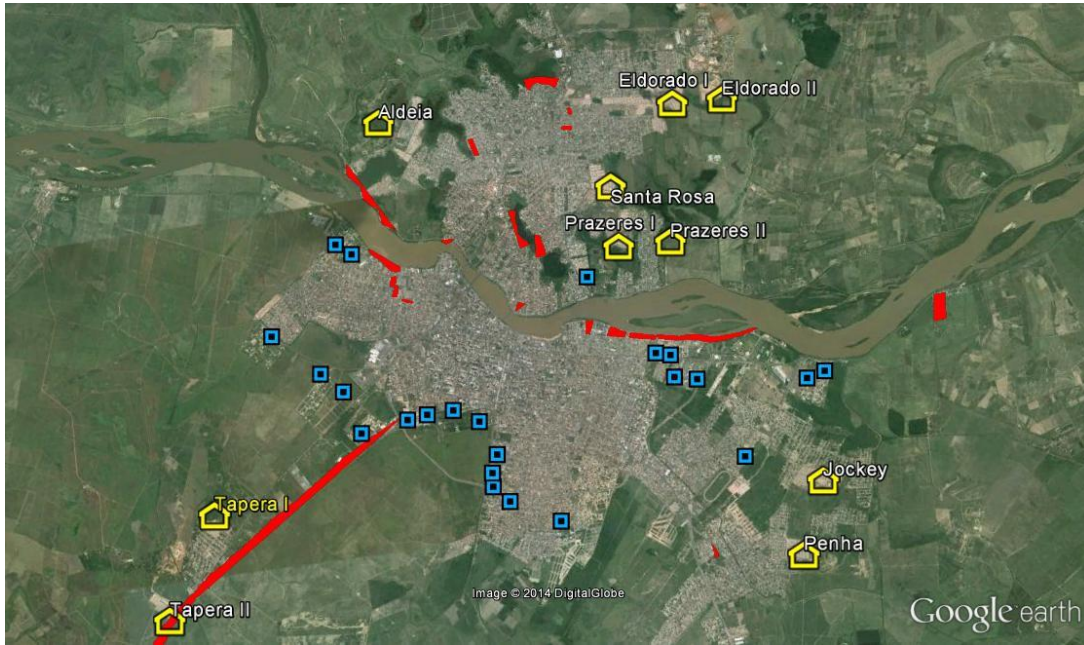 Eldorado I
Eldorado II
Aldeia
Santa Rosa
Prazeres I
Prazeres II
Jockey
Tapera I
Penha
Image © 2014 DigitalGlobe
Google earth
Tapera II